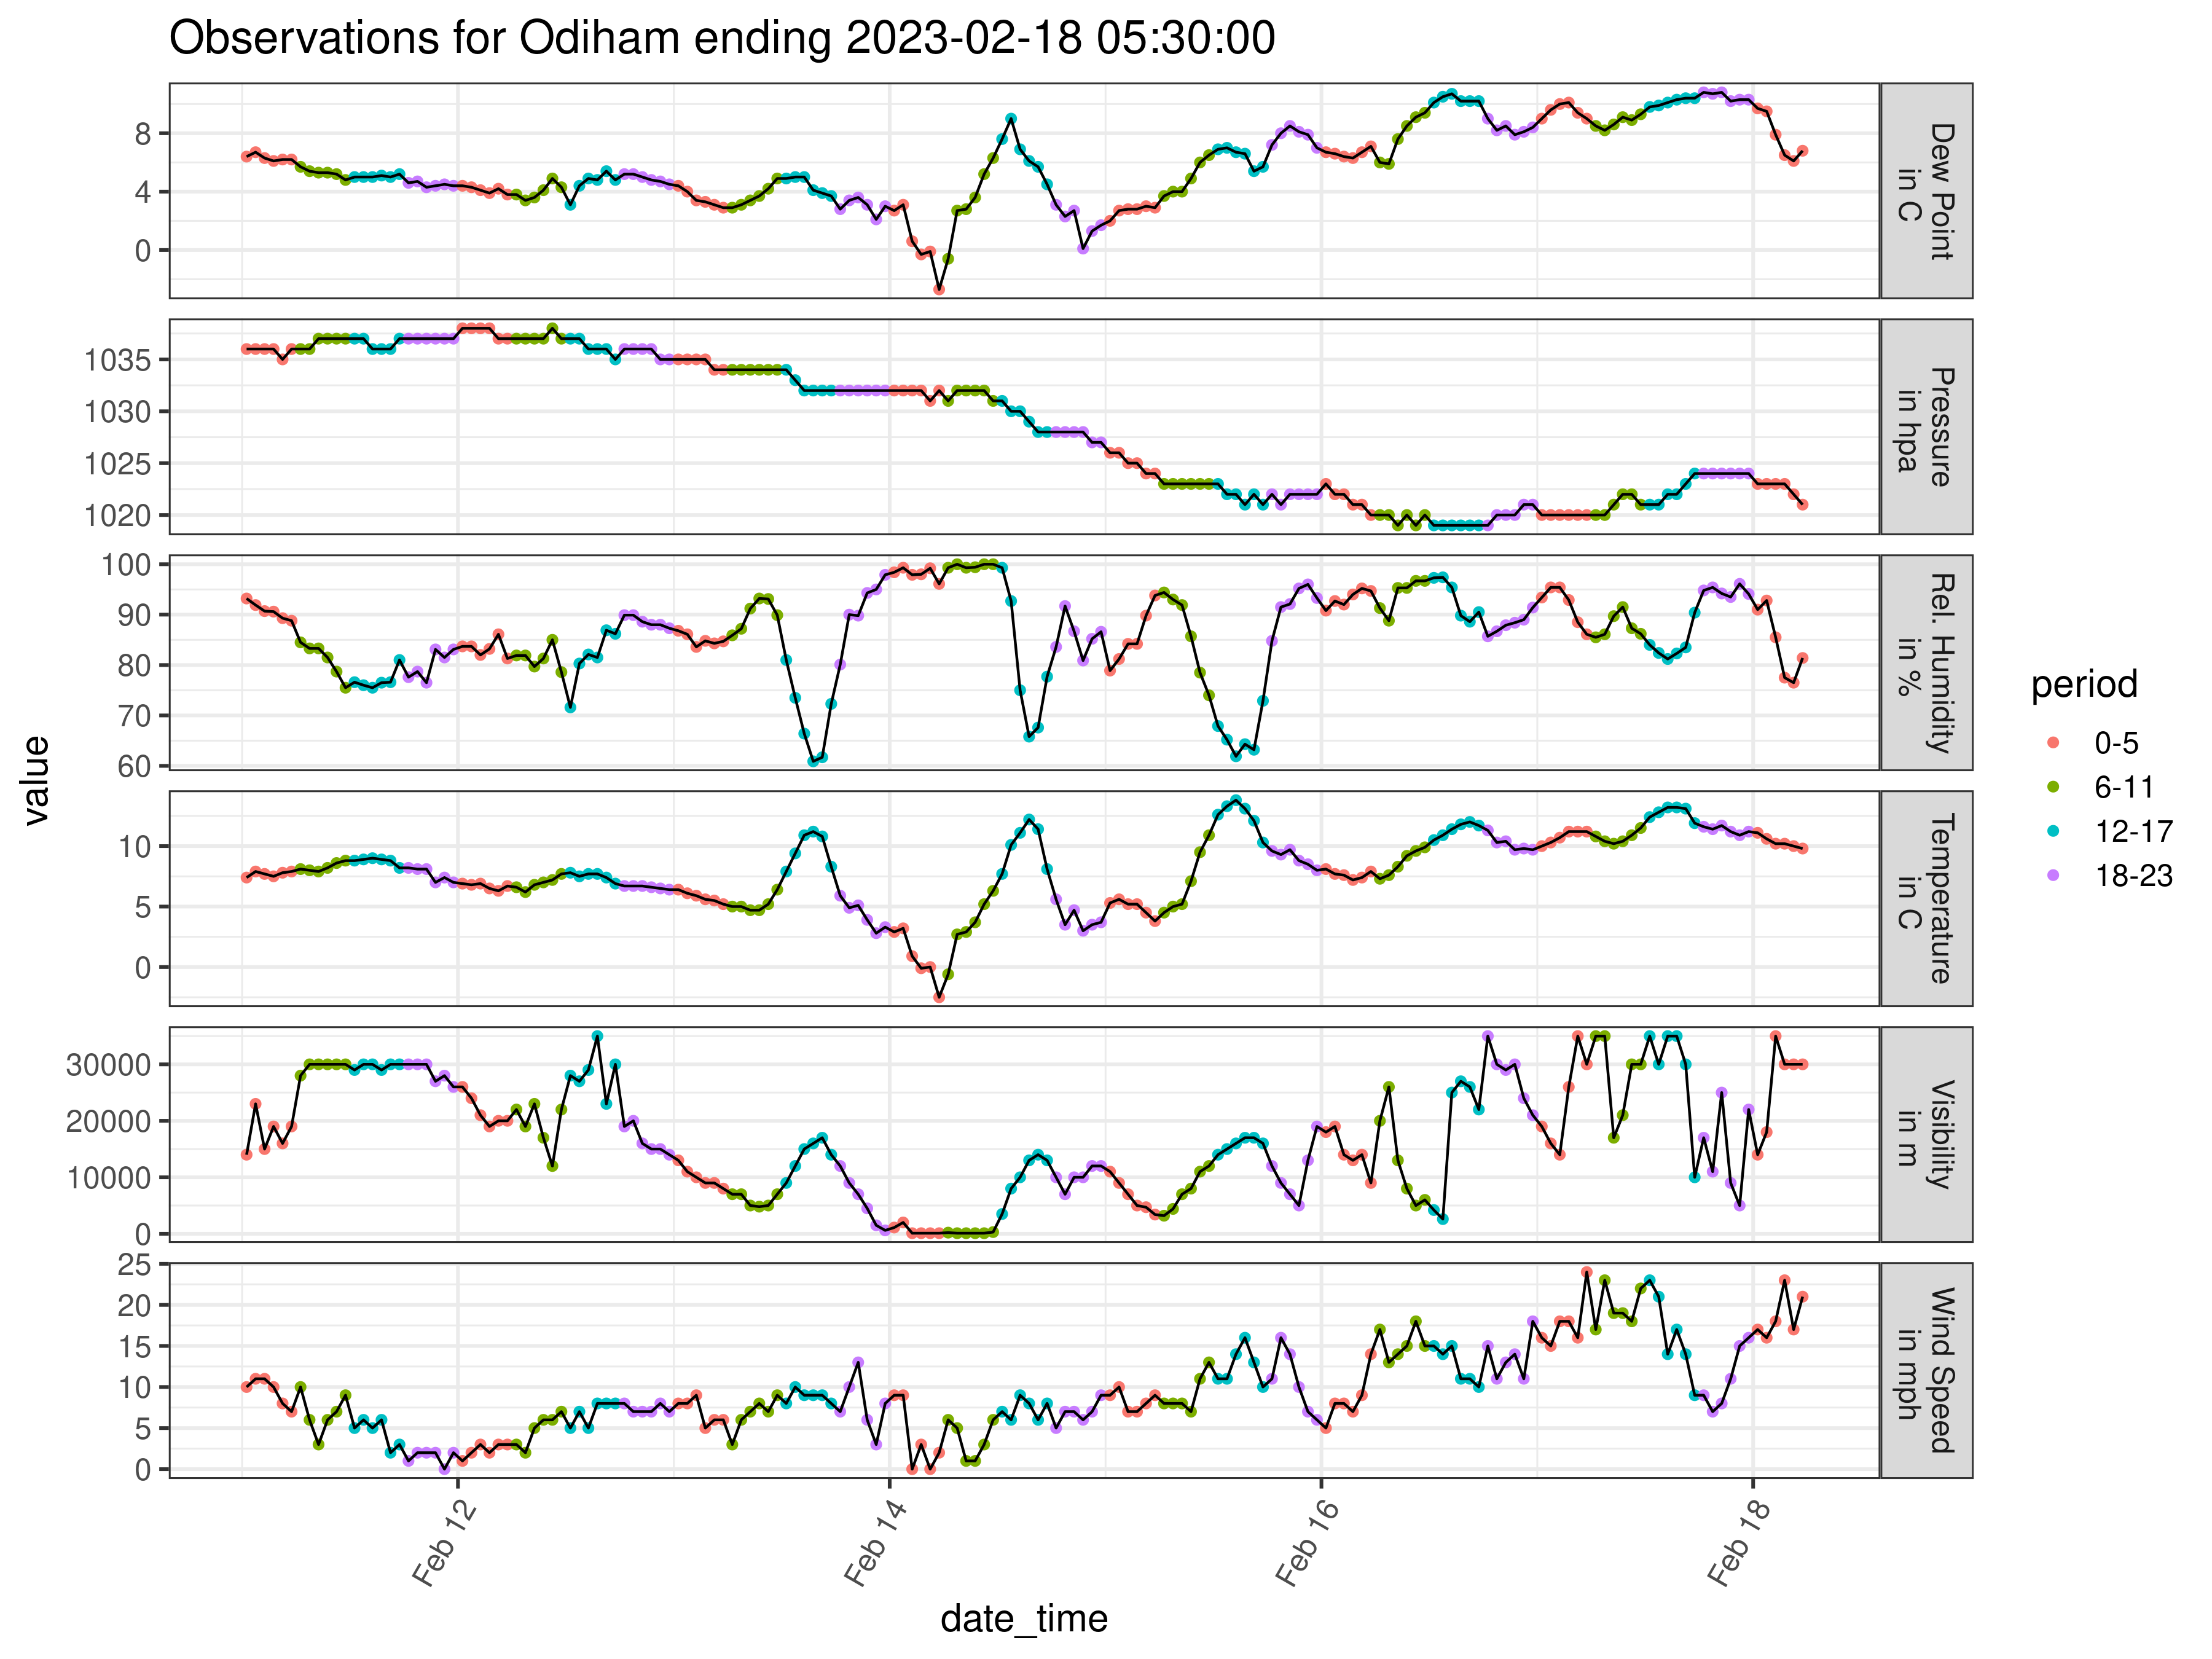 Observations for Odiham ending 2023-02-18 05:30:00
value
8
4
0
Dew Point
in C
1035
1030
1025
1020
Pressure
in hpa
100
90
80
70
60
Rel. Humidity
in %
10
5
0
Temperature
in C
30000
20000
10000
0
Visibility
in m
25
20
15
10
5
0
Wind Speed
in mph
Feb 12
Feb 14
Feb 16
Feb 18
date_time
period
0-5
6-11
12-17
18-23